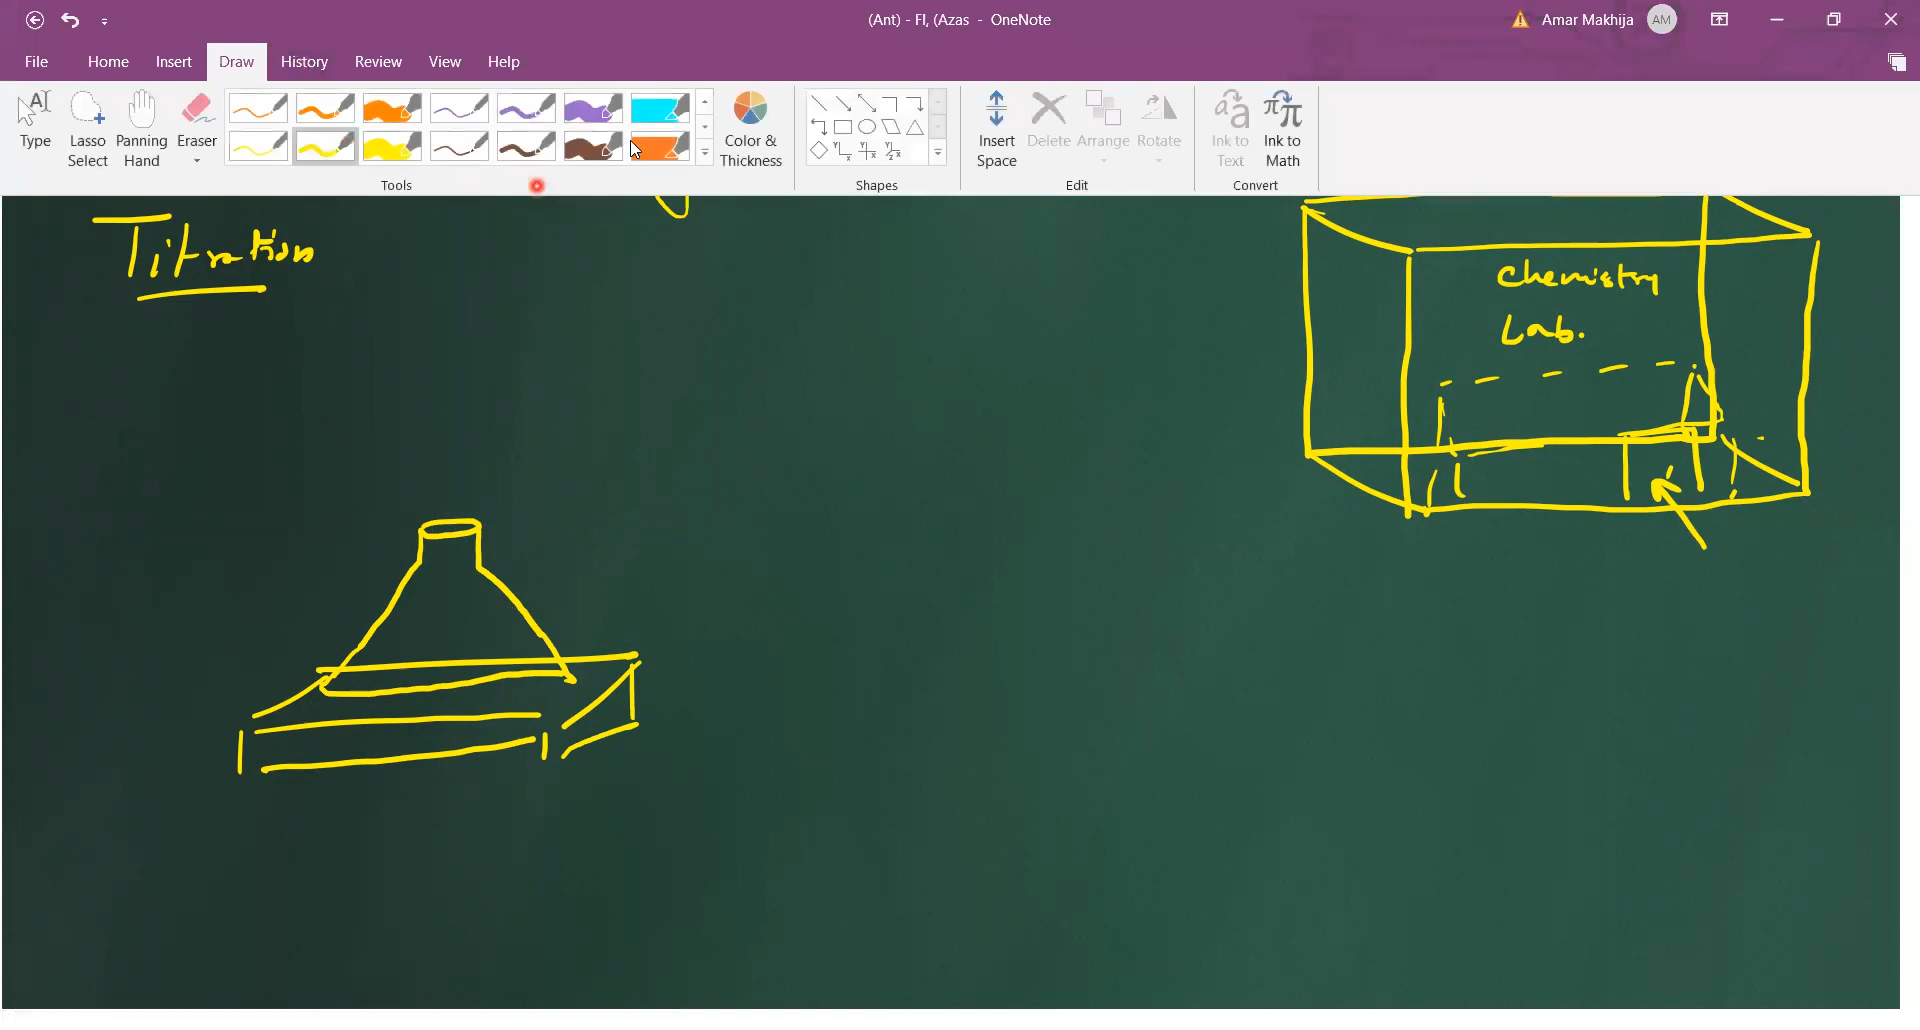 (Ant) - FI, (Azas - OneNote
Amar Makhija
AM
File
Home
Insert
Draw
History
Review
View
Help
Type
Lasso
Select
Panning
Hand
Eraser
Color &
Thickness
Insert
Space
Delete
Arrange
Rotate
Ink to
Text
Ink to
Math
Tools
Shapes
Edit
Convert
Titration
Chemistry
Lab.